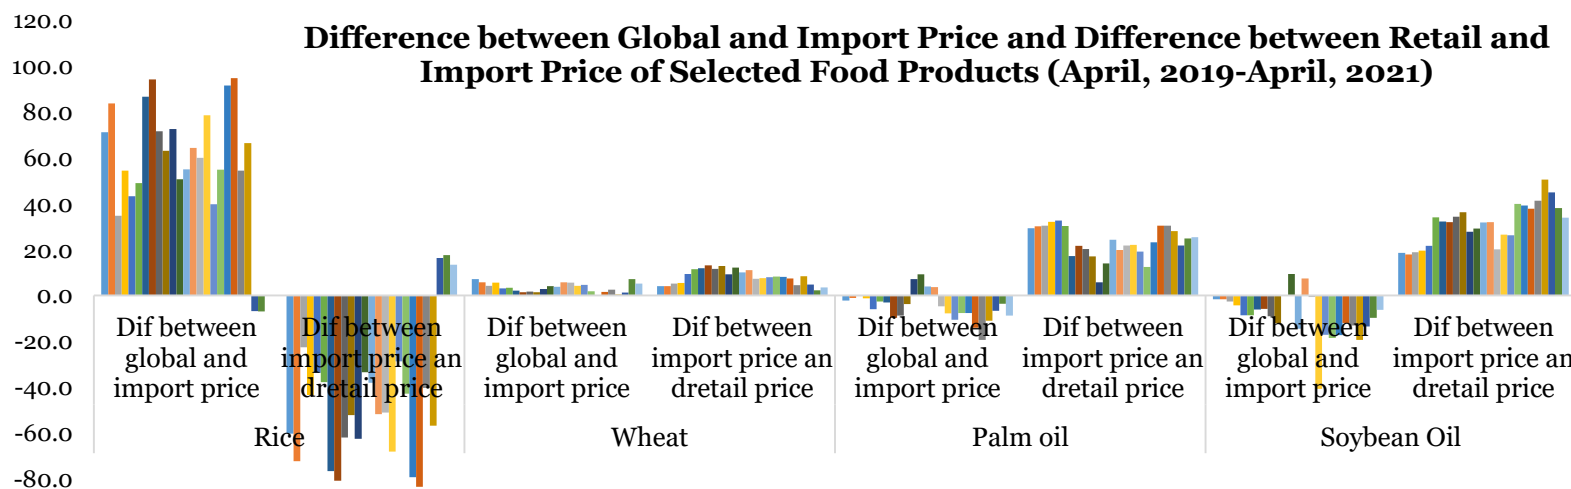 Difference between Global and Import Price and Difference between Retail and
Import Price of Selected Food Products (April, 2019-April, 2021)
120.0
100.0
80.0
60.0
40.0
20.0
0.0
-20.0
-40.0
-60.0
-80.0
Dif between
global and
import price
Dif between
import price an
dretail price
Dif between
global and
import price
Dif between
import price an
dretail price
Dif between
global and
import price
Dif between
import price an
dretail price
Dif between
global and
import price
Dif between
import price an
dretail price
Rice
Wheat
Palm oil
Soybean Oil